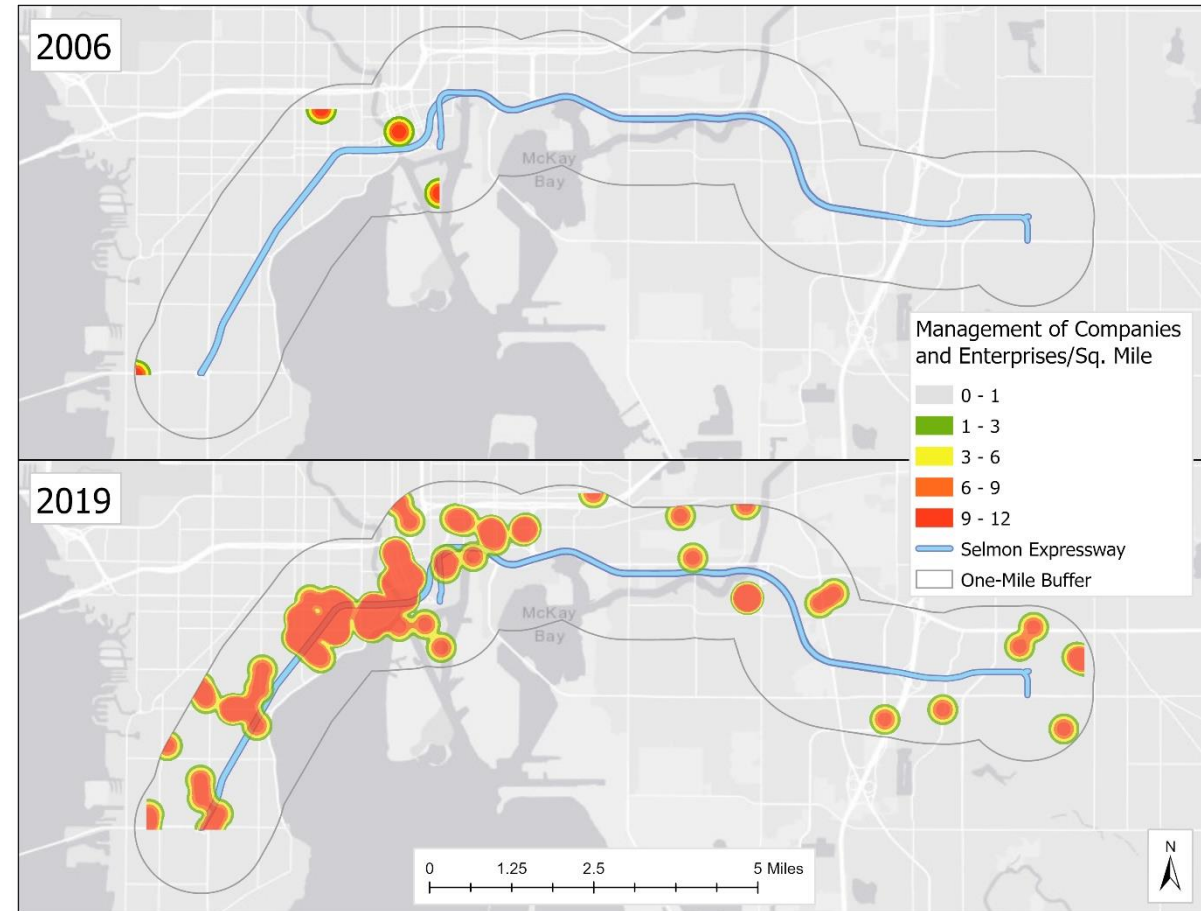 2006
McKay
Bay
Management of Companies
and Enterprises/Sq. Mile
0 - 1
1 - 3
3 - 6
6 - 9
9 - 12
Selmon Expressway
One-Mile Buffer
2019
McKay
Bay
0 1.25 2.5 5 Miles
N